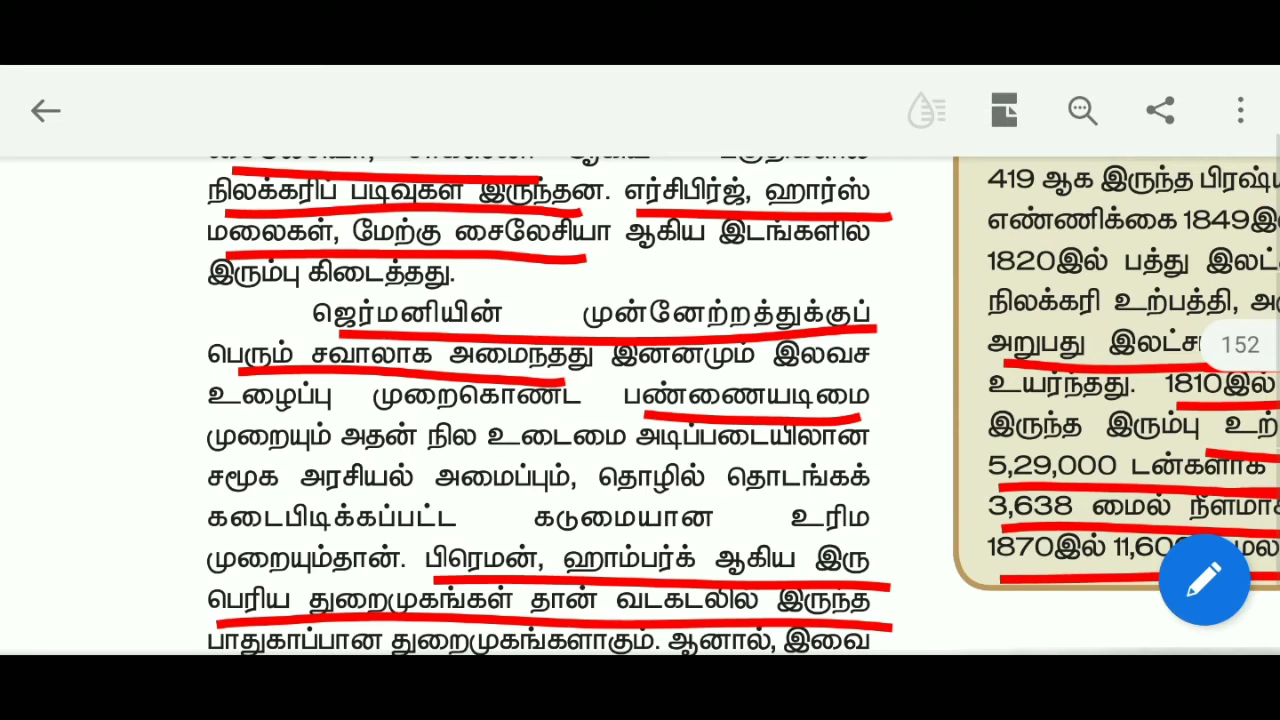 நிலக்கரிப் படிவுகள் இருந்தன. எர்சிபிர்ஜ், ஹார்ஸ்
மலைகள், மேற்கு சைலேசியா ஆகிய இடங்களில்
இரும்பு கிடைத்தது.
ஜெர்மனியின் முன்னேற்றத்துக்குப்
பெரும் சவாலாக அமைந்தது இன்னமும் இலவச
உழைப்பு முறைகொண்ட பண்ணையடிமை
முறையும் அதன் நில உடைமை அடிப்படையிலான
சமூக அரசியல் அமைப்பும், தொழில் தொடங்கக்
கடைபிடிக்கப்பட்ட கடுமையான உரிம
முறையும்தான். பிரெமன், ஹாம்பர்க் ஆகிய இரு
பெரிய துறைமுகங்கள் தான் வடகடலில் இருந்த
பாதுகாப்பான துறைமுகங்களாகும். ஆனால், இவை
419 ஆக இருந்த
எண்ணிக்கை
1820இல் பத்து
நிலக்கரி உற்பத்தி,
அறுபது
உயர்ந்தது. 1810இல்
இருந்த இரும்பு
5,29,000 டன்களாக
3,638 மைல்
1870இல்
152